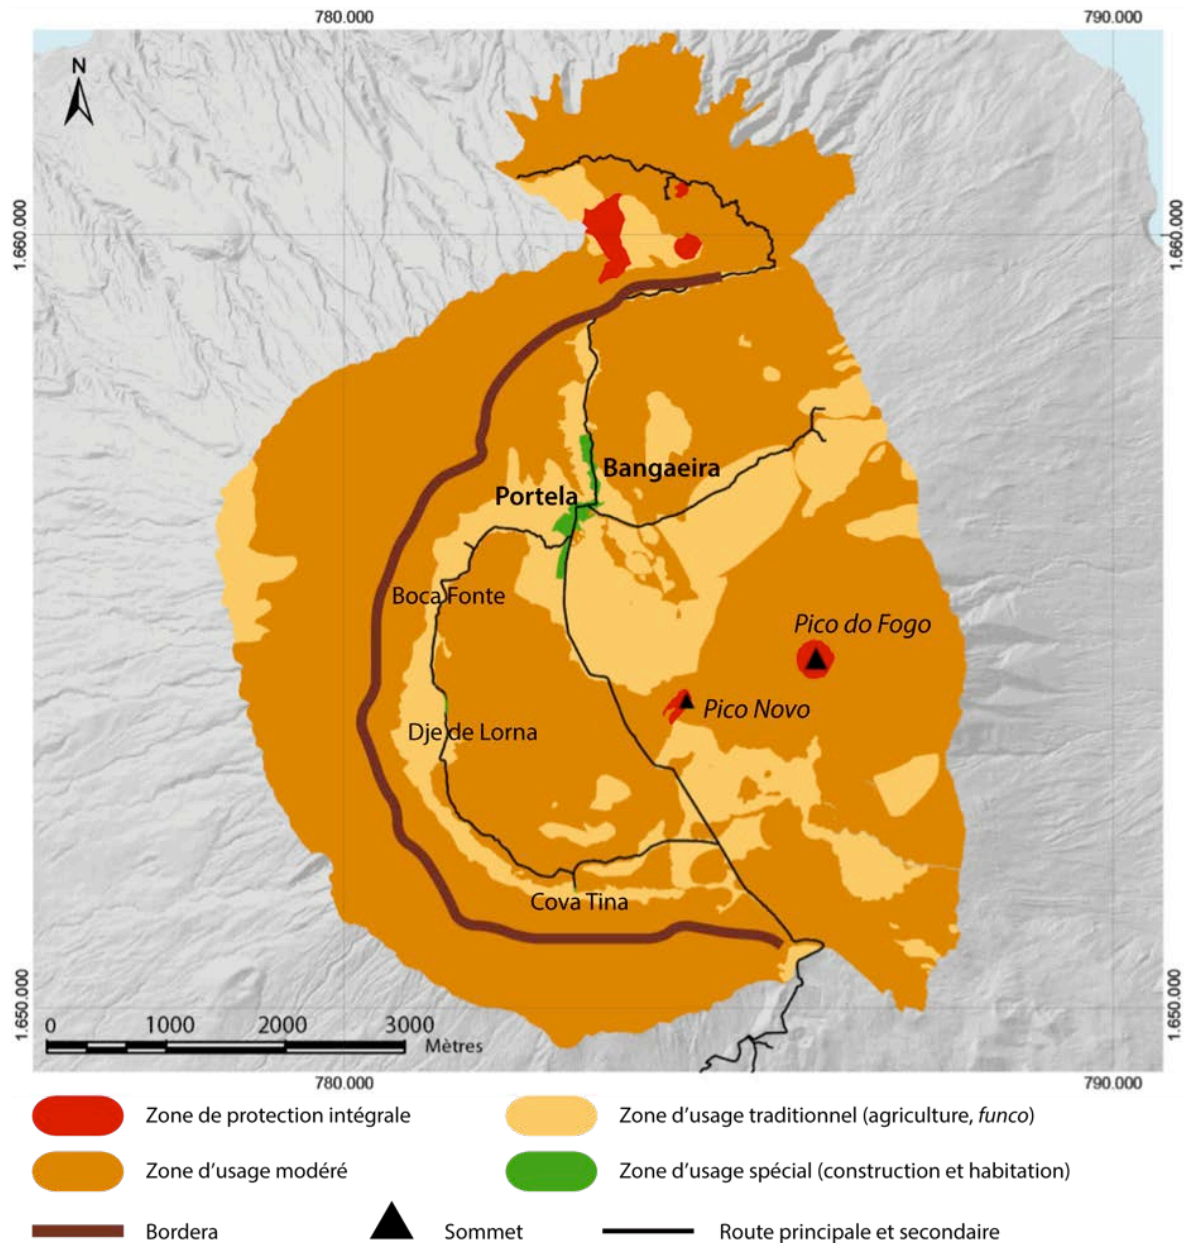 780.000 790.000
N
1.660.000 1.660.000
Bangaeira
Portela
Boca Fonte
Pico do Fogo
Pico Novo
Dje de Lorna
Cova Tina
1.650.000 1.650.000
0 1000 2000 3000
Mètres
780.000 790.000
Zone de protection intégrale Zone d'usage traditionnel (agriculture, funco)
Zone d'usage modéré Zone d'usage spécial (construction et habitation)
Bordera Sommet Route principale et secondaire